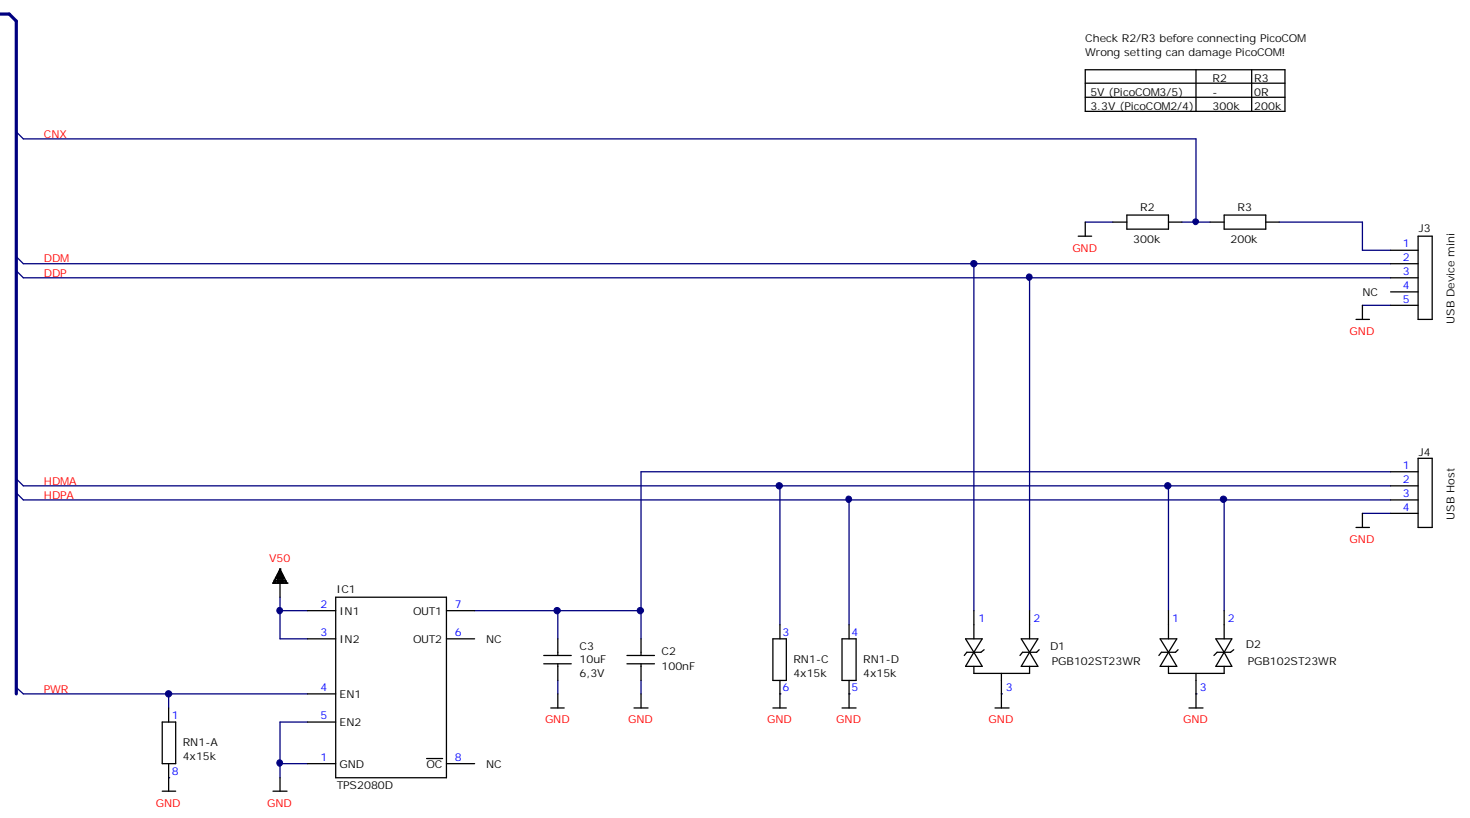 Check R2/R3 before connecting PicoCOM
Wrong setting can damage PicoCOM!
R2 R3
5V (PicoCOM3/5) - 0R
3.3V (PicoCOM2/4) 300k 200k
CNX
R2 R3
300k 200k
GND
J3
1
2
3
4
5
NC
GND
USB Device mini
DDM
DDP
J4
1
2
3
4
GND
USB Host
HDMA
HDPA
V50
IC1
2 IN1 OUT1 7
3 IN2 OUT2 6 NC
4 EN1
5 EN2
1 GND OC 8 NC
TPS2080D
GND
PWR
1
RN1-A
4x15k
8
GND
C3
10uF
6,3V
GND
C2
100nF
GND
3
RN1-C
4x15k
6
GND
4
RN1-D
4x15k
5
GND
1 2
D1
PGB102ST23WR
3
GND
1 2
D2
PGB102ST23WR
3
GND